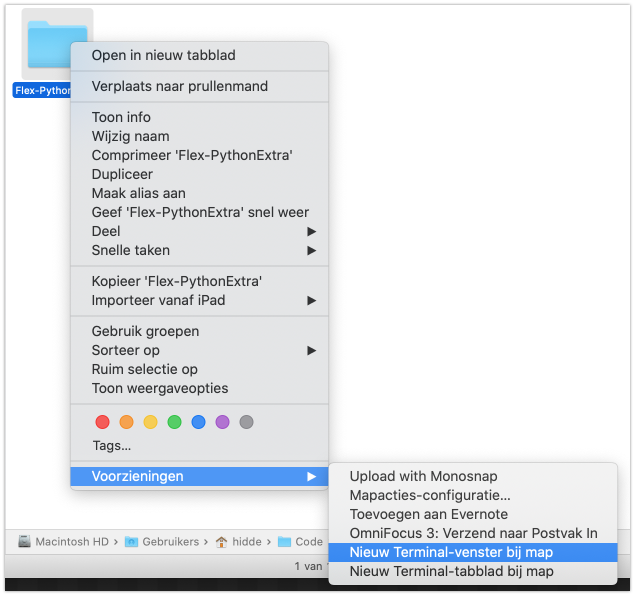 Flex-Python
Open in nieuw tabblad
Verplaats naar prullenmand
Toon info
Wijzig naam
Comprimeer 'Flex-PythonExtra'
Dupliceer
Maak alias aan
Geef 'Flex-PythonExtra' snel weer
Deel
Snelle taken
Kopieer 'Flex-PythonExtra'
Importeer vanaf iPad
Gebruik groepen
Sorteer op
Ruim selectie op
Toon weergaveopties
Tags...
Voorzieningen
Upload with Monosnap
Mapacties-configuratie...
Toevoegen aan Evernote
OmniFocus 3: Verzend naar Postvak In
Nieuw Terminal-venster bij map
Nieuw Terminal-tabblad bij map
Macintosh HD › Gebruikers › hidde › Code
1 van